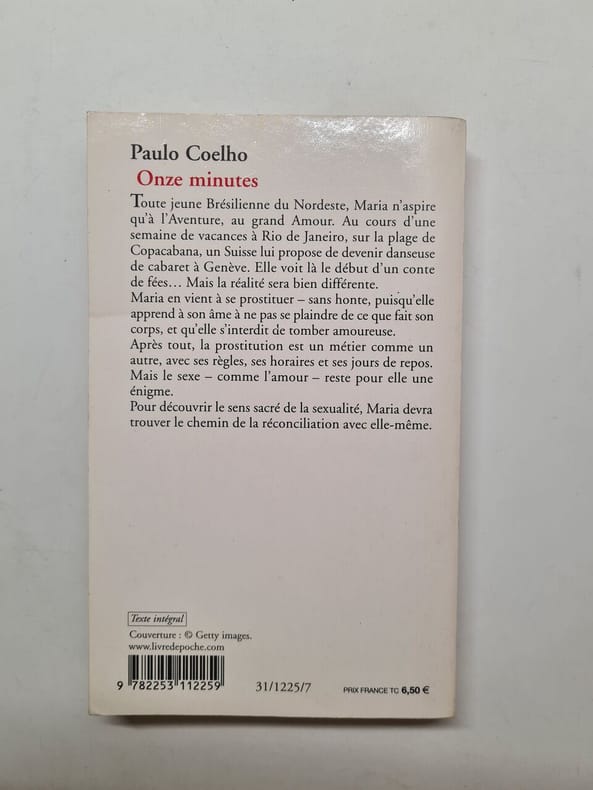 Paulo Coelho
Onze minutes
Toute jeune Brésilienne du Nordeste, Maria n'aspire
qu'à l'Aventure, au grand Amour. Au cours d'une
semaine de vacances à Rio de Janeiro, sur la plage de
Copacabana, un Suisse lui propose de devenir danseuse
de cabaret à Genève. Elle voit là le début d'un conte
de fées… Mais la réalité sera bien différente.
Maria en vient à se prostituer – sans honte, puisqu'elle
apprend à son âme à ne pas se plaindre de ce que fait son
corps, et qu'elle s'interdit de tomber amoureuse.
Après tout, la prostitution est un métier comme un
autre, avec ses règles, ses horaires et ses jours de repos.
Mais le sexe – comme l'amour – reste pour elle une
énigme.
Pour découvrir le sens sacré de la sexualité, Maria devra
trouver le chemin de la réconciliation avec elle-même.
Texte intégral
Couverture : © Getty images.
www.livredepoche.com
9 782253 112259
31/1225/7
PRIX FRANCE TC 6,50 €